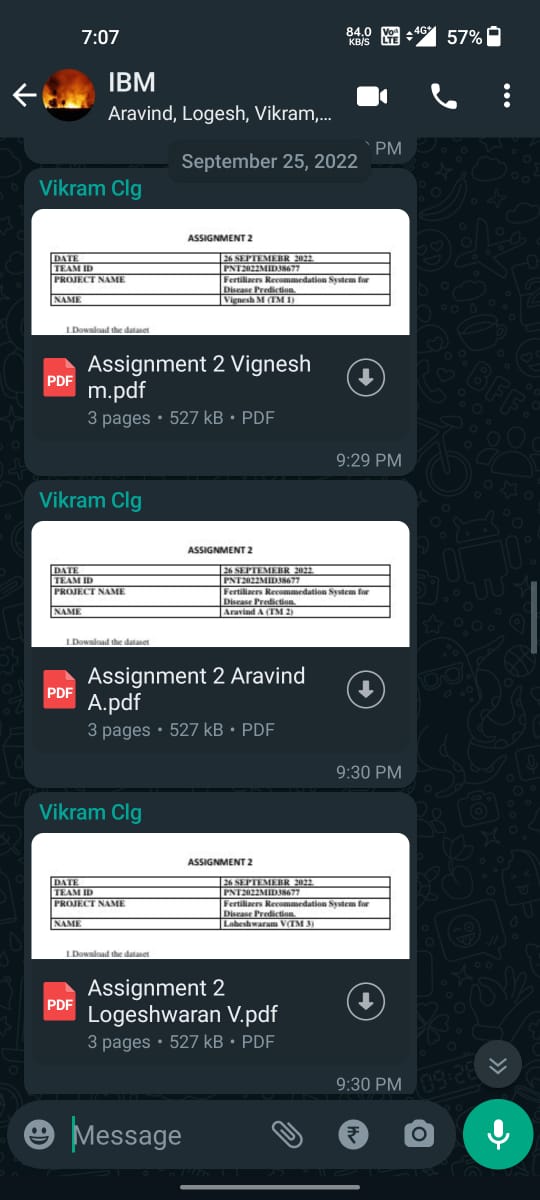 7:07
84.0 KB/S Vo) LTE 4G+ 57%
IBM
Aravind, Logesh, Vikram,...
PM
September 25, 2022
Vikram Clg
ASSIGNMENT 2
DATE 26 SEPTEMEBR 2022.
TEAM ID PNT2022MID38677
PROJECT NAME Fertilizers Recommedation System for
Disease Prediction.
NAME Vignesh M (TM 1)
1.Download the dataset
PDF
Assignment 2 Vignesh
m.pdf
3 pages • 527 kB • PDF
9:29 PM
Vikram Clg
ASSIGNMENT 2
DATE 26 SEPTEMEBR 2022.
TEAM ID PNT2022MID38677
PROJECT NAME Fertilizers Recommedation System for
Disease Prediction.
NAME Aravind A (TM 2)
1.Download the dataset
PDF
Assignment 2 Aravind
A.pdf
3 pages • 527 kB • PDF
9:30 PM
Vikram Clg
ASSIGNMENT 2
DATE 26 SEPTEMEBR 2022.
TEAM ID PNT2022MID38677
PROJECT NAME Fertilizers Recommedation System for
Disease Prediction.
NAME Loheshwaram V(TM 3)
1.Download the dataset
PDF
Assignment 2
Logeshwaran V.pdf
3 pages • 527 kB • PDF
9:30 PM
Message
₹